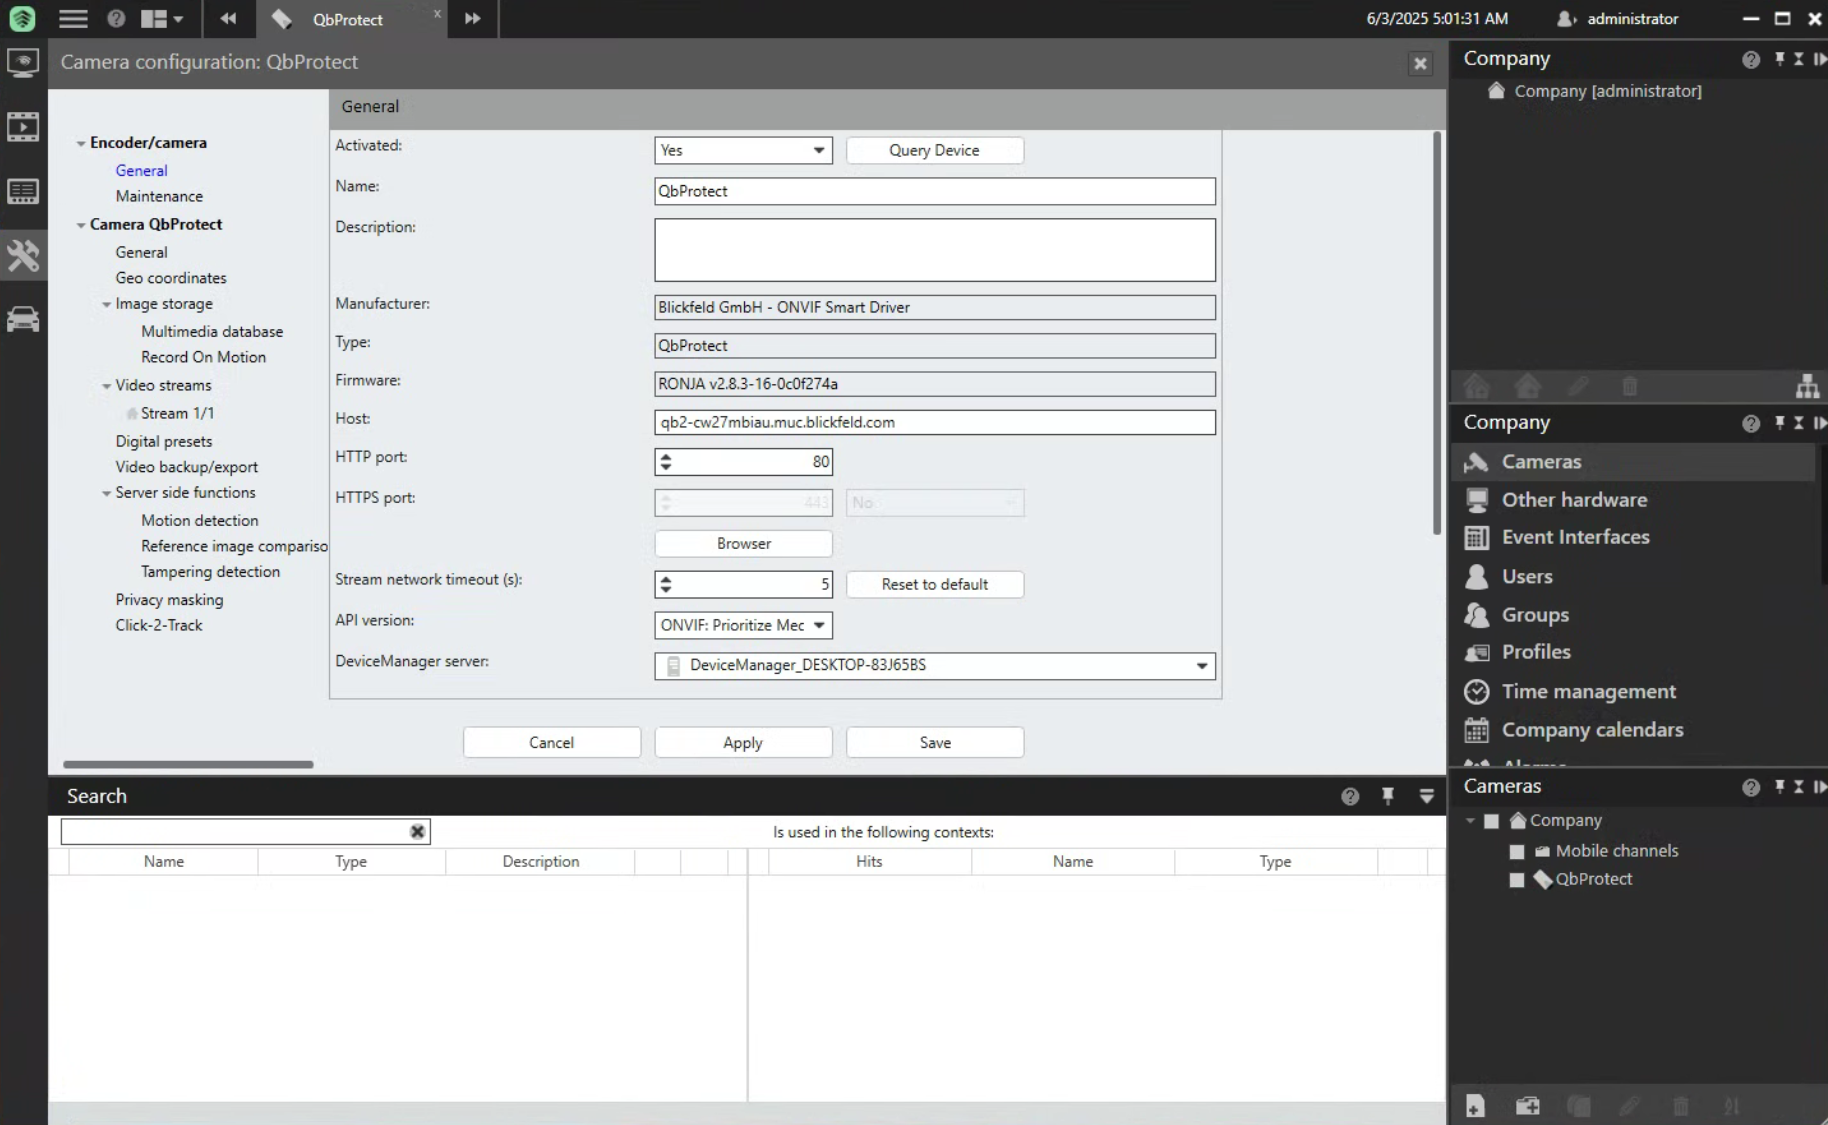 QbProtect
x
6/3/2025 5:01:31 AM
administrator
Camera configuration: QbProtect
General
Encoder/camera
General
Maintenance
Camera QbProtect
General
Geo coordinates
Image storage
Multimedia database
Record On Motion
Video streams
Stream 1/1
Digital presets
Video backup/export
Server side functions
Motion detection
Reference image compariso
Tampering detection
Privacy masking
Click-2-Track
Activated:
Yes
Query Device
Name:
QbProtect
Description:
Manufacturer:
Blickfeld GmbH - ONVIF Smart Driver
Type:
QbProtect
Firmware:
RONJA v2.8.3-16-0c0f274a
Host:
qb2-cw27mbiau.muc.blickfeld.com
HTTP port:
80
HTTPS port:
443
No
Browser
Stream network timeout (s):
5
Reset to default
API version:
ONVIF: Prioritize Mec
DeviceManager server:
DeviceManager_DESKTOP-83J65BS
Cancel
Apply
Save
Search
Is used in the following contexts:
Name
Type
Description
Hits
Name
Type
Company
Company [administrator]
Company
Cameras
Other hardware
Event Interfaces
Users
Groups
Profiles
Time management
Company calendars
Alarms
Cameras
Company
Mobile channels
QbProtect